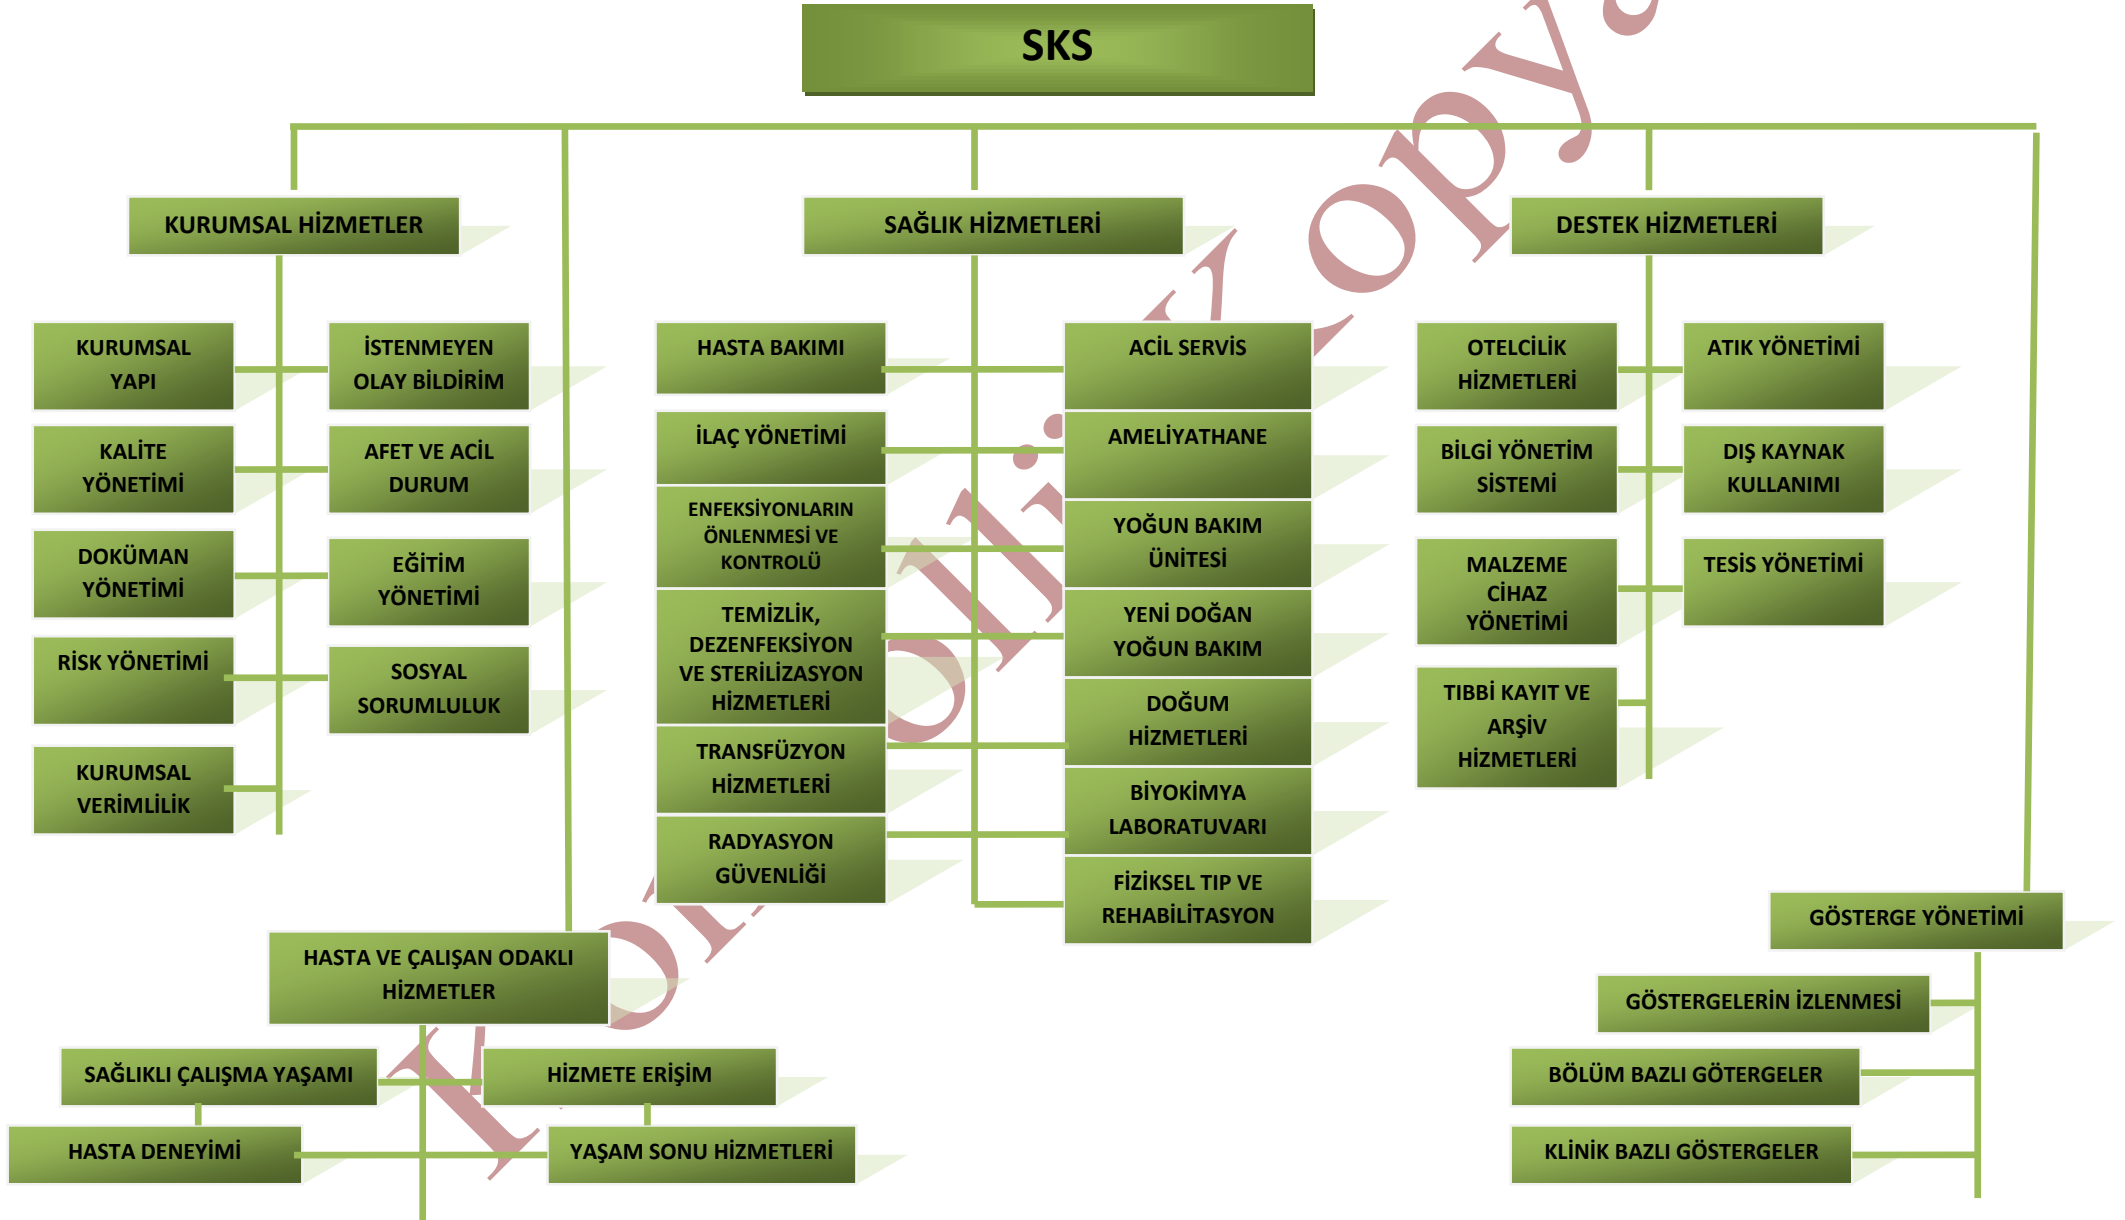 SKS
KURUMSAL HİZMETLER
SAĞLIK HİZMETLERİ
DESTEK HİZMETLERİ
KURUMSAL
YAPI
İSTENMEYEN
OLAY BİLDİRİM
KALİTE
YÖNETİMİ
AFET VE ACİL
DURUM
DOKÜMAN
YÖNETİMİ
EĞİTİM
YÖNETİMİ
RİSK YÖNETİMİ
SOSYAL
SORUMLULUK
KURUMSAL
VERİMLİLİK
HASTA BAKIMI
ACİL SERVİS
İLAÇ YÖNETİMİ
AMELİYATHANE
ENFEKSİYONLARIN
ÖNLENMESİ VE
KONTROLÜ
YOĞUN BAKIM
ÜNİTESİ
TEMİZLİK,
DEZENFEKSİYON
VE STERİLİZASYON
HİZMETLERİ
YENİ DOĞAN
YOĞUN BAKIM
DOĞUM
HİZMETLERİ
TRANSFÜZYON
HİZMETLERİ
BİYOKİMYA
LABORATUVARI
RADYASYON
GÜVENLİĞİ
FİZİKSEL TIP VE
REHABİLİTASYON
OTELCİLİK
HİZMETLERİ
ATIK YÖNETİMİ
BİLGİ YÖNETİM
SİSTEMİ
DIŞ KAYNAK
KULLANIMI
MALZEME
CİHAZ
YÖNETİMİ
TESİS YÖNETİMİ
TIBBİ KAYIT VE
ARŞİV
HİZMETLERİ
HASTA VE ÇALIŞAN ODAKLI
HİZMETLER
SAĞLIKLI ÇALIŞMA YAŞAMI
HİZMETE ERİŞİM
HASTA DENEYİMİ
YAŞAM SONU HİZMETLERİ
GÖSTERGE YÖNETİMİ
GÖSTERGELERİN İZLENMESİ
BÖLÜM BAZLI GÖTERGELER
KLİNİK BAZLI GÖSTERGELER